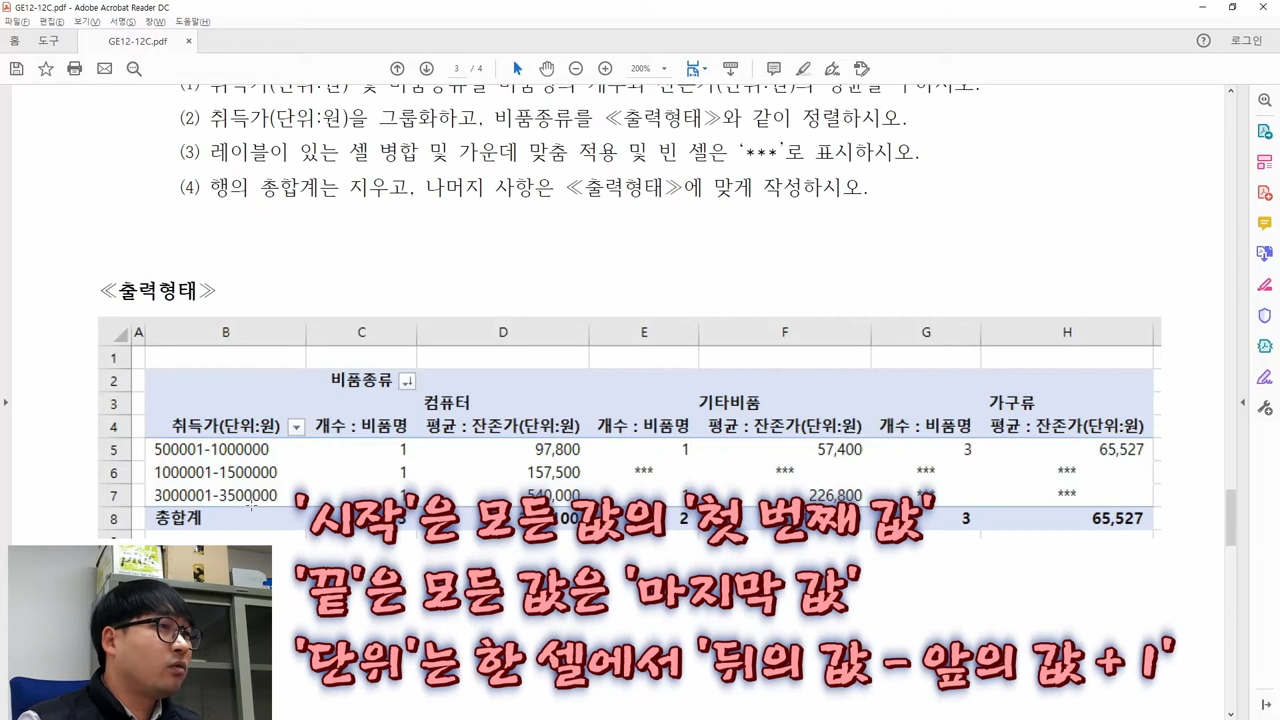 GE12-12C.pdf - Adobe Acrobat Reader DC
파일(F) 편집(E) 보기(V) 서명(S) 창(W) 도움말(H)
홈 도구 GE12-12C.pdf × 로그인
3 / 4 200%
(2) 취득가(단위:원)을 그룹화하고, 비품종류를 ≪출력형태≫와 같이 정렬하시오.
(3) 레이블이 있는 셀 병합 및 가운데 맞춤 적용 및 빈 셀은 ‘***’로 표시하시오.
(4) 행의 총합계는 지우고, 나머지 사항은 ≪출력형태≫에 맞게 작성하시오.
≪출력형태≫
A B C D E F G H
1
2 비품종류
3 컴퓨터 기타비품 가구류
4 취득가(단위:원) 개수 : 비품명 평균 : 잔존가(단위:원) 개수 : 비품명 평균 : 잔존가(단위:원) 개수 : 비품명 평균 : 잔존가(단위:원)
5 500001-1000000 1 97,800 1 57,400 3 65,527
6 1000001-1500000 1 157,500 *** *** *** ***
7 3000001-3500000 540,000 226,800 *** ***
8 총합계 2 3 65,527
'시작'은 모든 값의 '첫 번째 값'
'끝'은 모든 값은 '마지막 값'
'단위'는 한 셀에서 '뒤의 값 - 앞의 값 + 1'